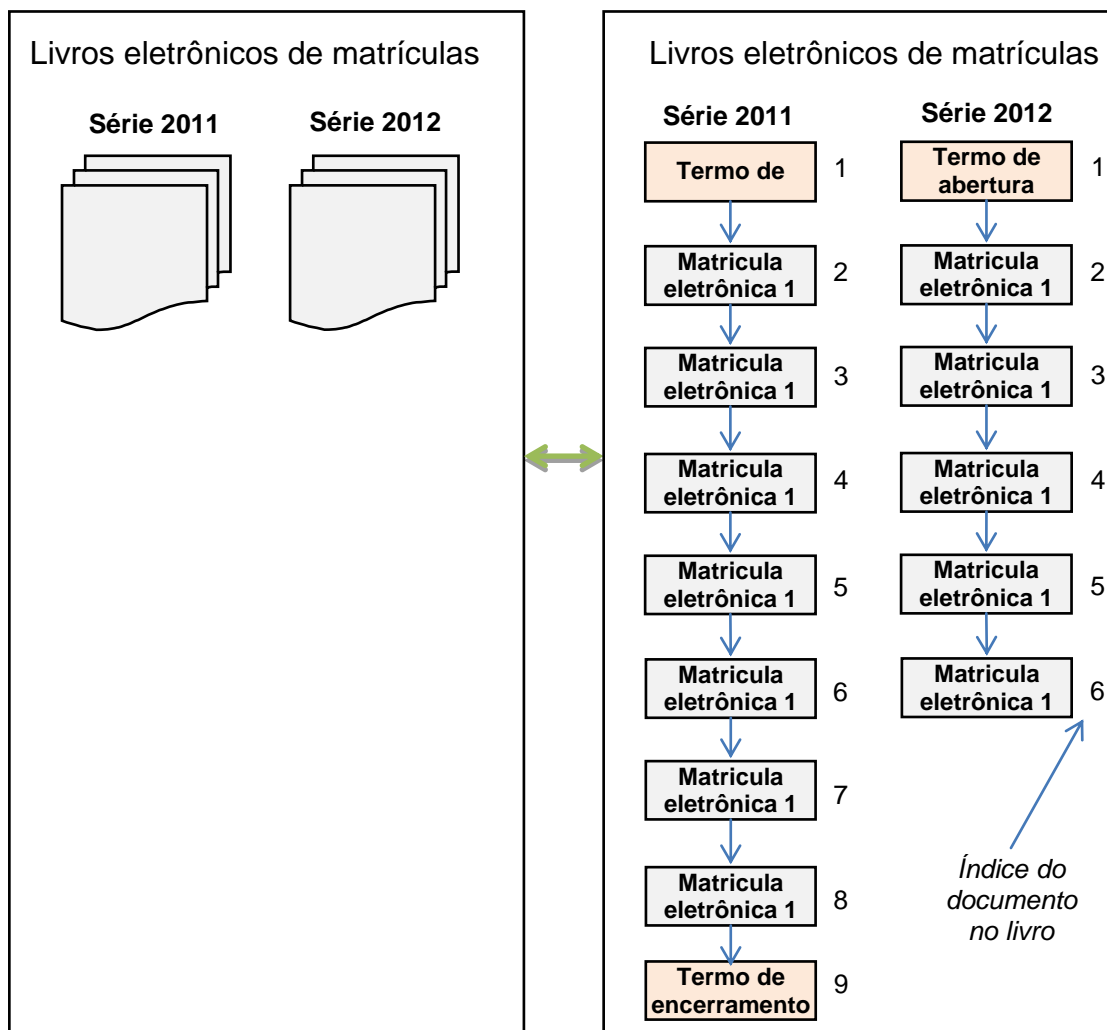 Livros eletrônicos de matrículas
Série 2011
Série 2012
Livros eletrônicos de matrículas
Série 2011
Série 2012
Termo de
1
Termo de
abertura
1
Matricula
eletrônica 1
2
Matricula
eletrônica 1
2
Matricula
eletrônica 1
3
Matricula
eletrônica 1
3
Matricula
eletrônica 1
4
Matricula
eletrônica 1
4
Matricula
eletrônica 1
5
Matricula
eletrônica 1
5
Matricula
eletrônica 1
6
Matricula
eletrônica 1
6
Matricula
eletrônica 1
7
Matricula
eletrônica 1
8
Índice do
documento
no livro
Termo de
encerramento
9